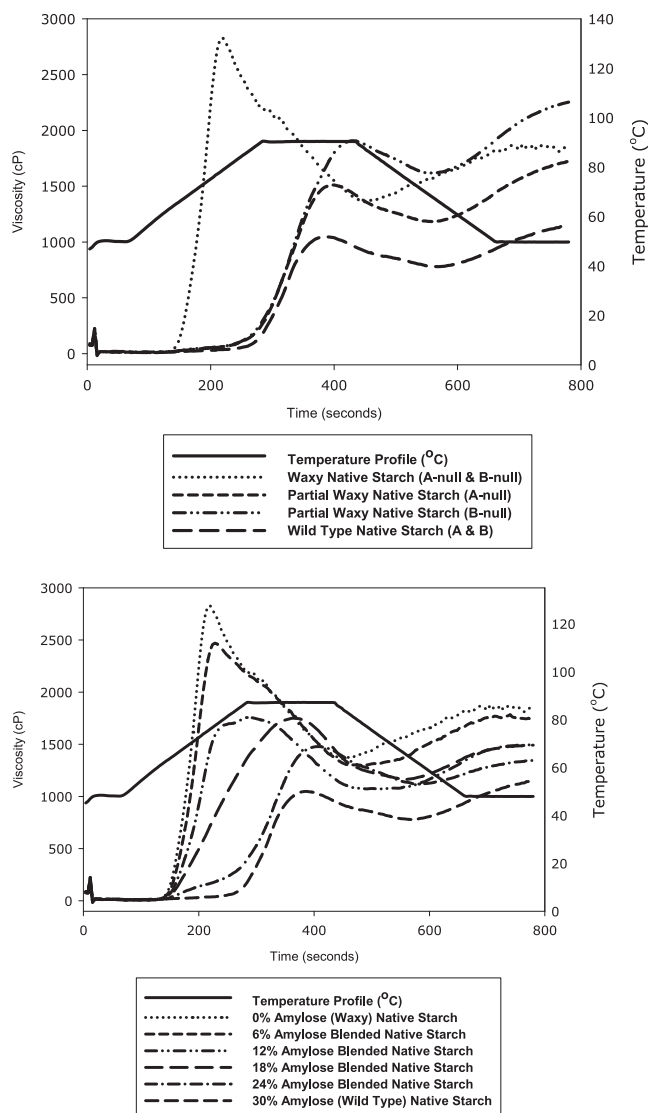 3000
2500
2000
1500
1000
500
0
Viscosity (cP)
140
120
100
80
60
40
20
0
Temperature (°C)
0 200 400 600 800
Time (seconds)
Temperature Profile (°C)
Waxy Native Starch (A-null & B-null)
Partial Waxy Native Starch (A-null)
Partial Waxy Native Starch (B-null)
Wild Type Native Starch (A & B)
3000
2500
2000
1500
1000
500
0
Viscosity (cP)
120
100
80
60
40
20
0
Temperature (°C)
0 200 400 600 800
Time (seconds)
Temperature Profile (°C)
0% Amylose (Waxy) Native Starch
6% Amylose Blended Native Starch
12% Amylose Blended Native Starch
18% Amylose Blended Native Starch
24% Amylose Blended Native Starch
30% Amylose (Wild Type) Native Starch